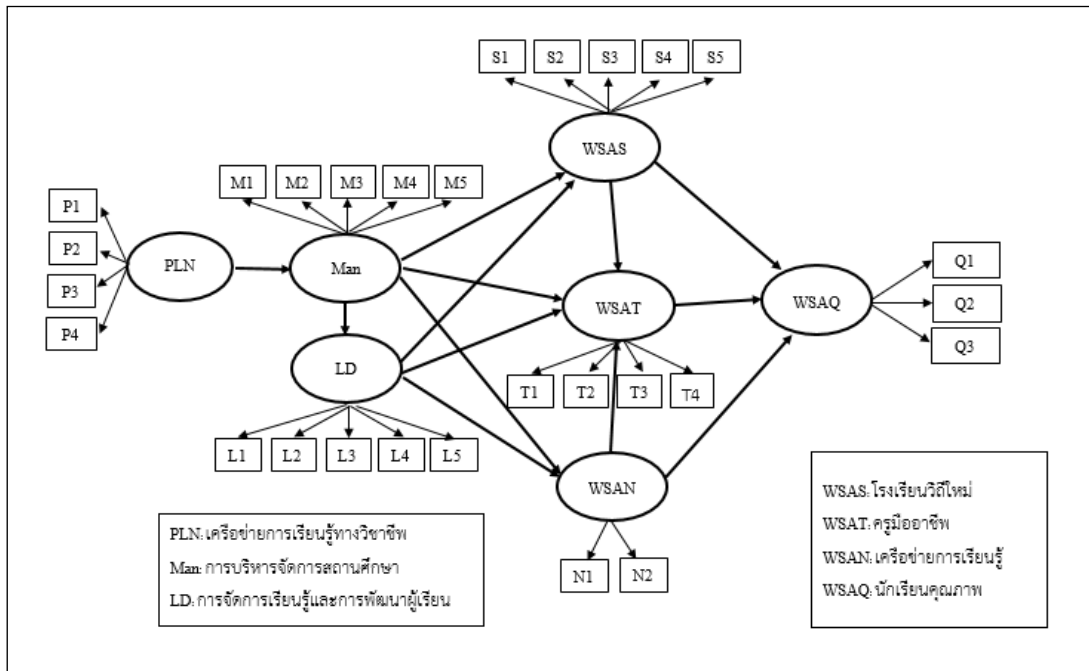 S1 S2 S3 S4 S5
WSAS
M1 M2 M3 M4 M5
P1
P2
P3
P4
PLN
Man
WSAT
WSAQ
Q1
Q2
Q3
LD
T1 T2 T3 T4
L1 L2 L3 L4 L5
WSAN
N1 N2
PLN: เครือข่ายการเรียนรู้ทางวิชาชีพ
Man: การบริหารจัดการสถานศึกษา
LD: การจัดการเรียนรู้และการพัฒนาผู้เรียน
WSAS: โรงเรียนวิถีใหม่
WSAT: ครูมืออาชีพ
WSAN: เครือข่ายการเรียนรู้
WSAQ: นักเรียนคุณภาพ